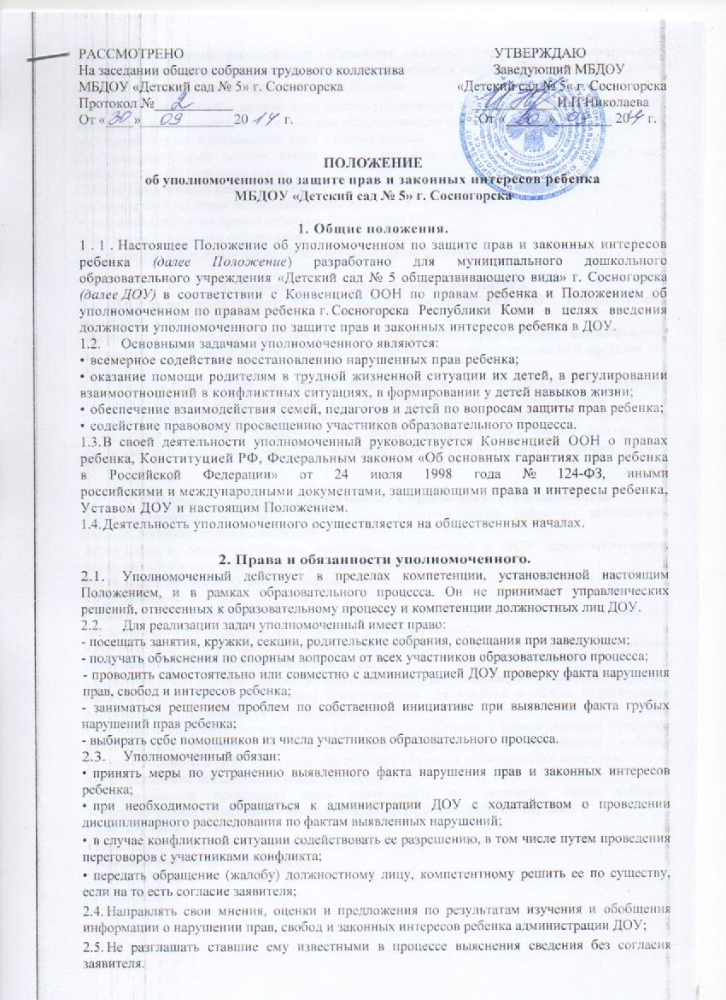 РАССМОТРЕНО
На заседании общего собрания трудового коллектива
МБДОУ «Детский сад № 5» г. Сосногорска
Протокол № 2
От « 30 » 09 20 14 г.
УТВЕРЖДАЮ
Заведующий МБДОУ
«Детский сад № 5« г. Сосногорска
И.П Николаева
От « 30 » 09 20 14 г.
ПОЛОЖЕНИЕ
об уполномоченном по защите прав и законных интересов ребенка
МБДОУ «Детский сад № 5» г. Сосногорска
1. Общие положения.
1 . 1 . Настоящее Положение об уполномоченном по защите прав и законных интересов
ребенка (далее Положение) разработано для муниципального дошкольного
образовательного учреждения «Детский сад № 5 общеразвивающего вида» г. Сосногорска
(далее ДОУ) в соответствии с Конвенцией ООН по правам ребенка и Положением об
уполномоченном по правам ребенка г. Сосногорска Республики Коми в целях введения
должности уполномоченного по защите прав и законных интересов ребенка в ДОУ.
1.2. Основными задачами уполномоченного являются:
• всемерное содействие восстановлению нарушенных прав ребенка;
• оказание помощи родителям в трудной жизненной ситуации их детей, в регулировании
взаимоотношений в конфликтных ситуациях, в формировании у детей навыков жизни;
• обеспечение взаимодействия семей, педагогов и детей по вопросам защиты прав ребенка;
• содействие правовому просвещению участников образовательного процесса.
1.3.В своей деятельности уполномоченный руководствуется Конвенцией ООН о правах
ребенка, Конституцией РФ, Федеральным законом «Об основных гарантиях прав ребенка
в Российской Федерации» от 24 июля 1998 года № 124-ФЗ, иными
российскими и международными документами, защищающими права и интересы ребенка,
Уставом ДОУ и настоящим Положением.
1.4.Деятельность уполномоченного осуществляется на общественных началах.
2. Права и обязанности уполномоченного.
2.1. Уполномоченный действует в пределах компетенции, установленной настоящим
Положением, и в рамках образовательного процесса. Он не принимает управленческих
решений, отнесенных к образовательному процессу и компетенции должностных лиц ДОУ.
2.2. Для реализации задач уполномоченный имеет право:
- посещать занятия, кружки, секции, родительские собрания, совещания при заведующем;
- получать объяснения по спорным вопросам от всех участников образовательного процесса;
- проводить самостоятельно или совместно с администрацией ДОУ проверку факта нарушения
прав, свобод и интересов ребенка;
- заниматься решением проблем по собственной инициативе при выявлении факта грубых
нарушений прав ребенка;
- выбирать себе помощников из числа участников образовательного процесса.
2.3. Уполномоченный обязан:
• принять меры по устранению выявленного факта нарушения прав и законных интересов
ребенка;
• при необходимости обращаться к администрации ДОУ с ходатайством о проведении
дисциплинарного расследования по фактам выявленных нарушений;
• в случае конфликтной ситуации содействовать ее разрешению, в том числе путем проведения
переговоров с участниками конфликта;
• передать обращение (жалобу) должностному лицу, компетентному решить ее по существу,
если на то есть согласие заявителя;
2.4. Направлять свои мнения, оценки и предложения по результатам изучения и обобщения
информации о нарушении прав, свобод и законных интересов ребенка администрации ДОУ;
2.5. Не разглашать ставшие ему известными в процессе выяснения сведения без согласия
заявителя.